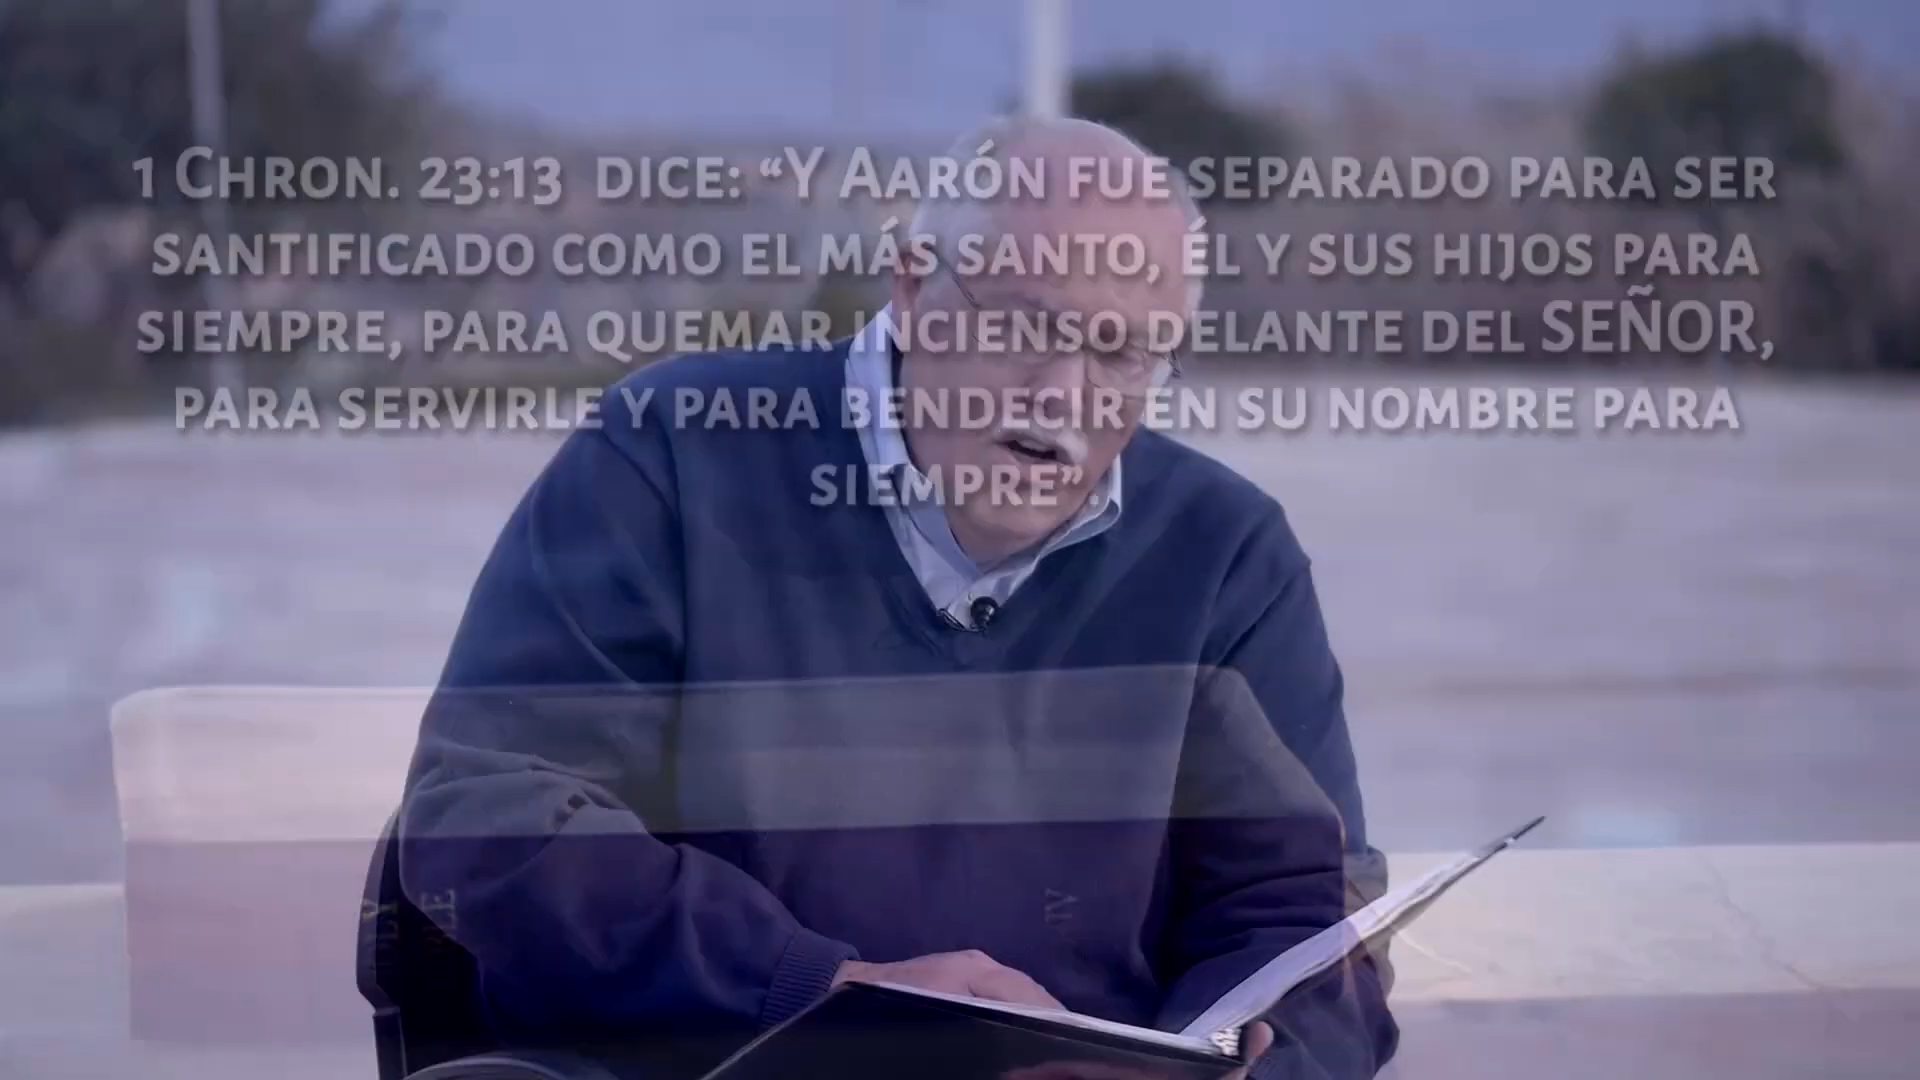 1 Chron. 23:13 dice: “Y Aarón fue separado para ser
santificado como el más santo, él y sus hijos para
siempre, para quemar incienso delante del SEÑOR,
para servirle y para bendecir en su nombre para
siempre”.